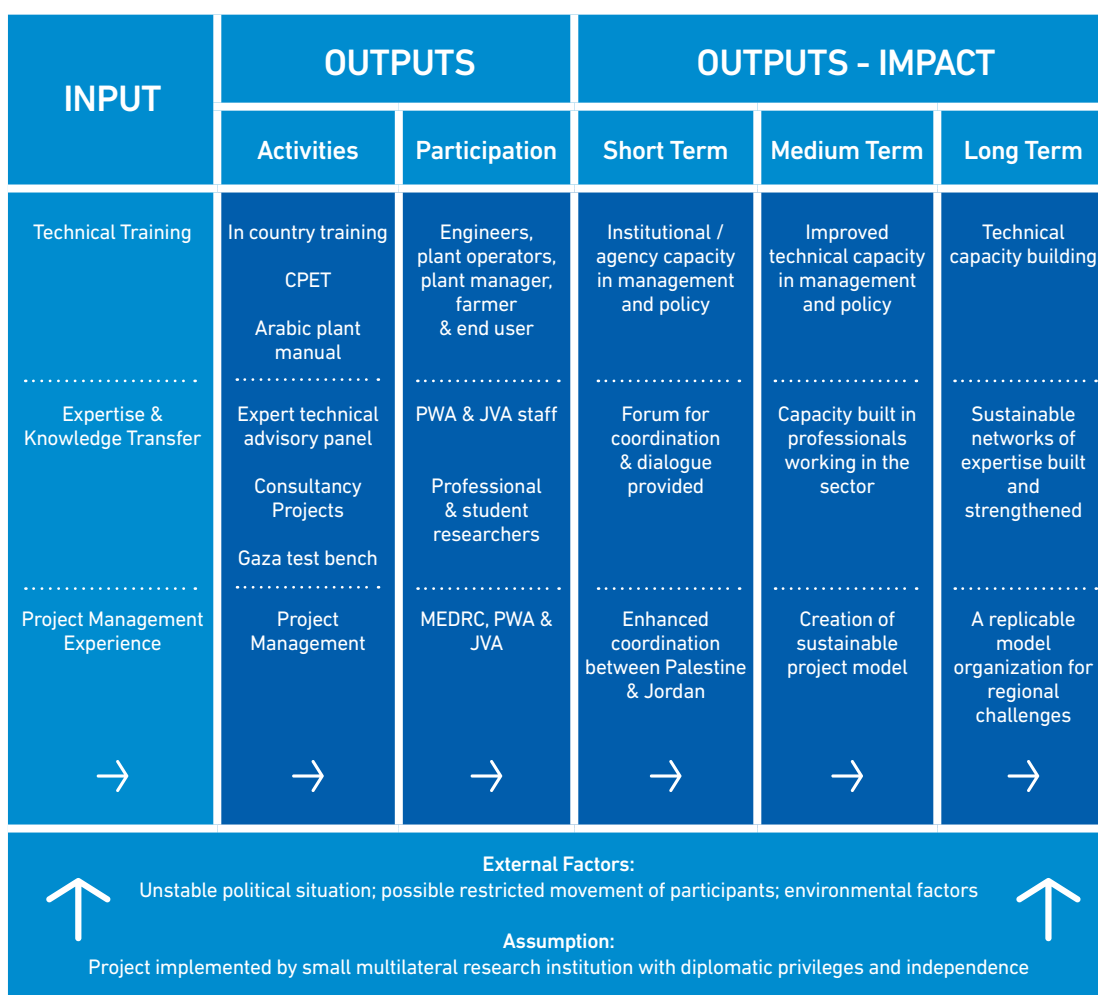 INPUT
OUTPUTS
OUTPUTS - IMPACT
Activities
Participation
Short Term
Medium Term
Long Term
Technical Training
In country training
CPET
Arabic plant
manual
Engineers,
plant operators,
plant manager,
farmer
& end user
Institutional /
agency capacity
in management
and policy
Improved
technical capacity
in management
and policy
Technical
capacity building
Expertise &
Knowledge Transfer
Expert technical
advisory panel
Consultancy
Projects
Gaza test bench
PWA & JVA staff
Professional
& student
researchers
Forum for
coordination
& dialogue
provided
Capacity built in
professionals
working in the
sector
Sustainable
networks of
expertise built
and
strengthened
Project Management
Experience
Project
Management
MEDRC, PWA &
JVA
Enhanced
coordination
between Palestine
& Jordan
Creation of
sustainable
project model
A replicable
model
organization for
regional
challenges
External Factors:
Unstable political situation; possible restricted movement of participants; environmental factors
Assumption:
Project implemented by small multilateral research institution with diplomatic privileges and independence